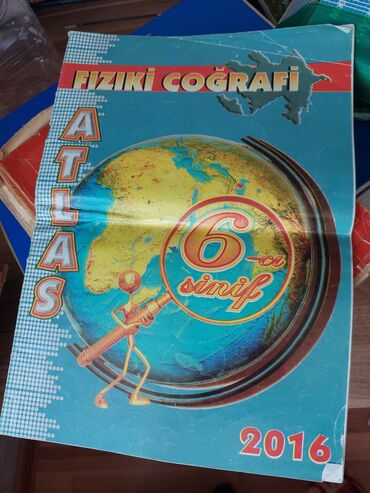 FIZIKI COĞRAFİ
ATLAS
6-cı
sinif
2016